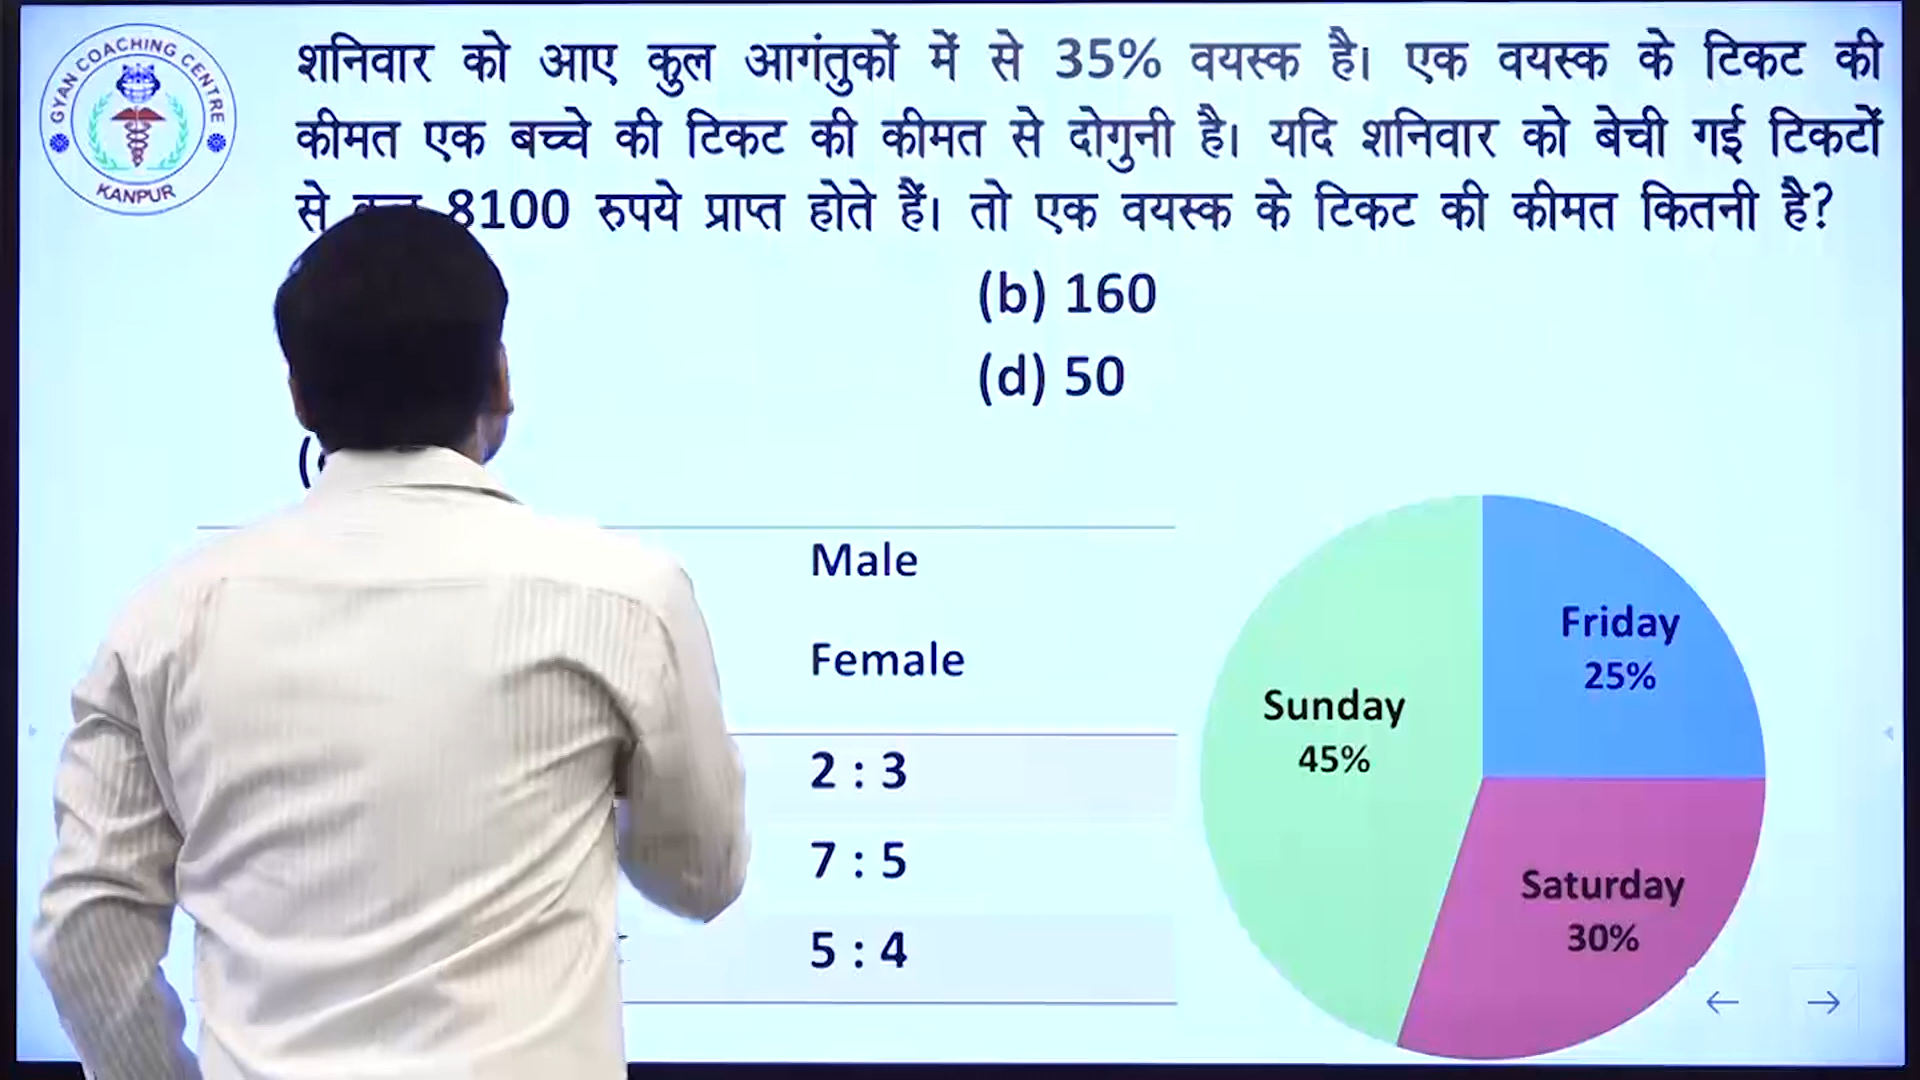 GYAN COACHING CENTRE
KANPUR
शनिवार को आए कुल आगंतुकों में से 35% वयस्क है। एक वयस्क के टिकट की
कीमत एक बच्चे की टिकट की कीमत से दोगुनी है। यदि शनिवार को बेची गई टिकटों
से 8100 रुपये प्राप्त होते हैं। तो एक वयस्क के टिकट की कीमत कितनी है?
(b) 160
(d) 50
Male
Female
2 : 3
7 : 5
5 : 4
Friday
25%
Sunday
45%
Saturday
30%